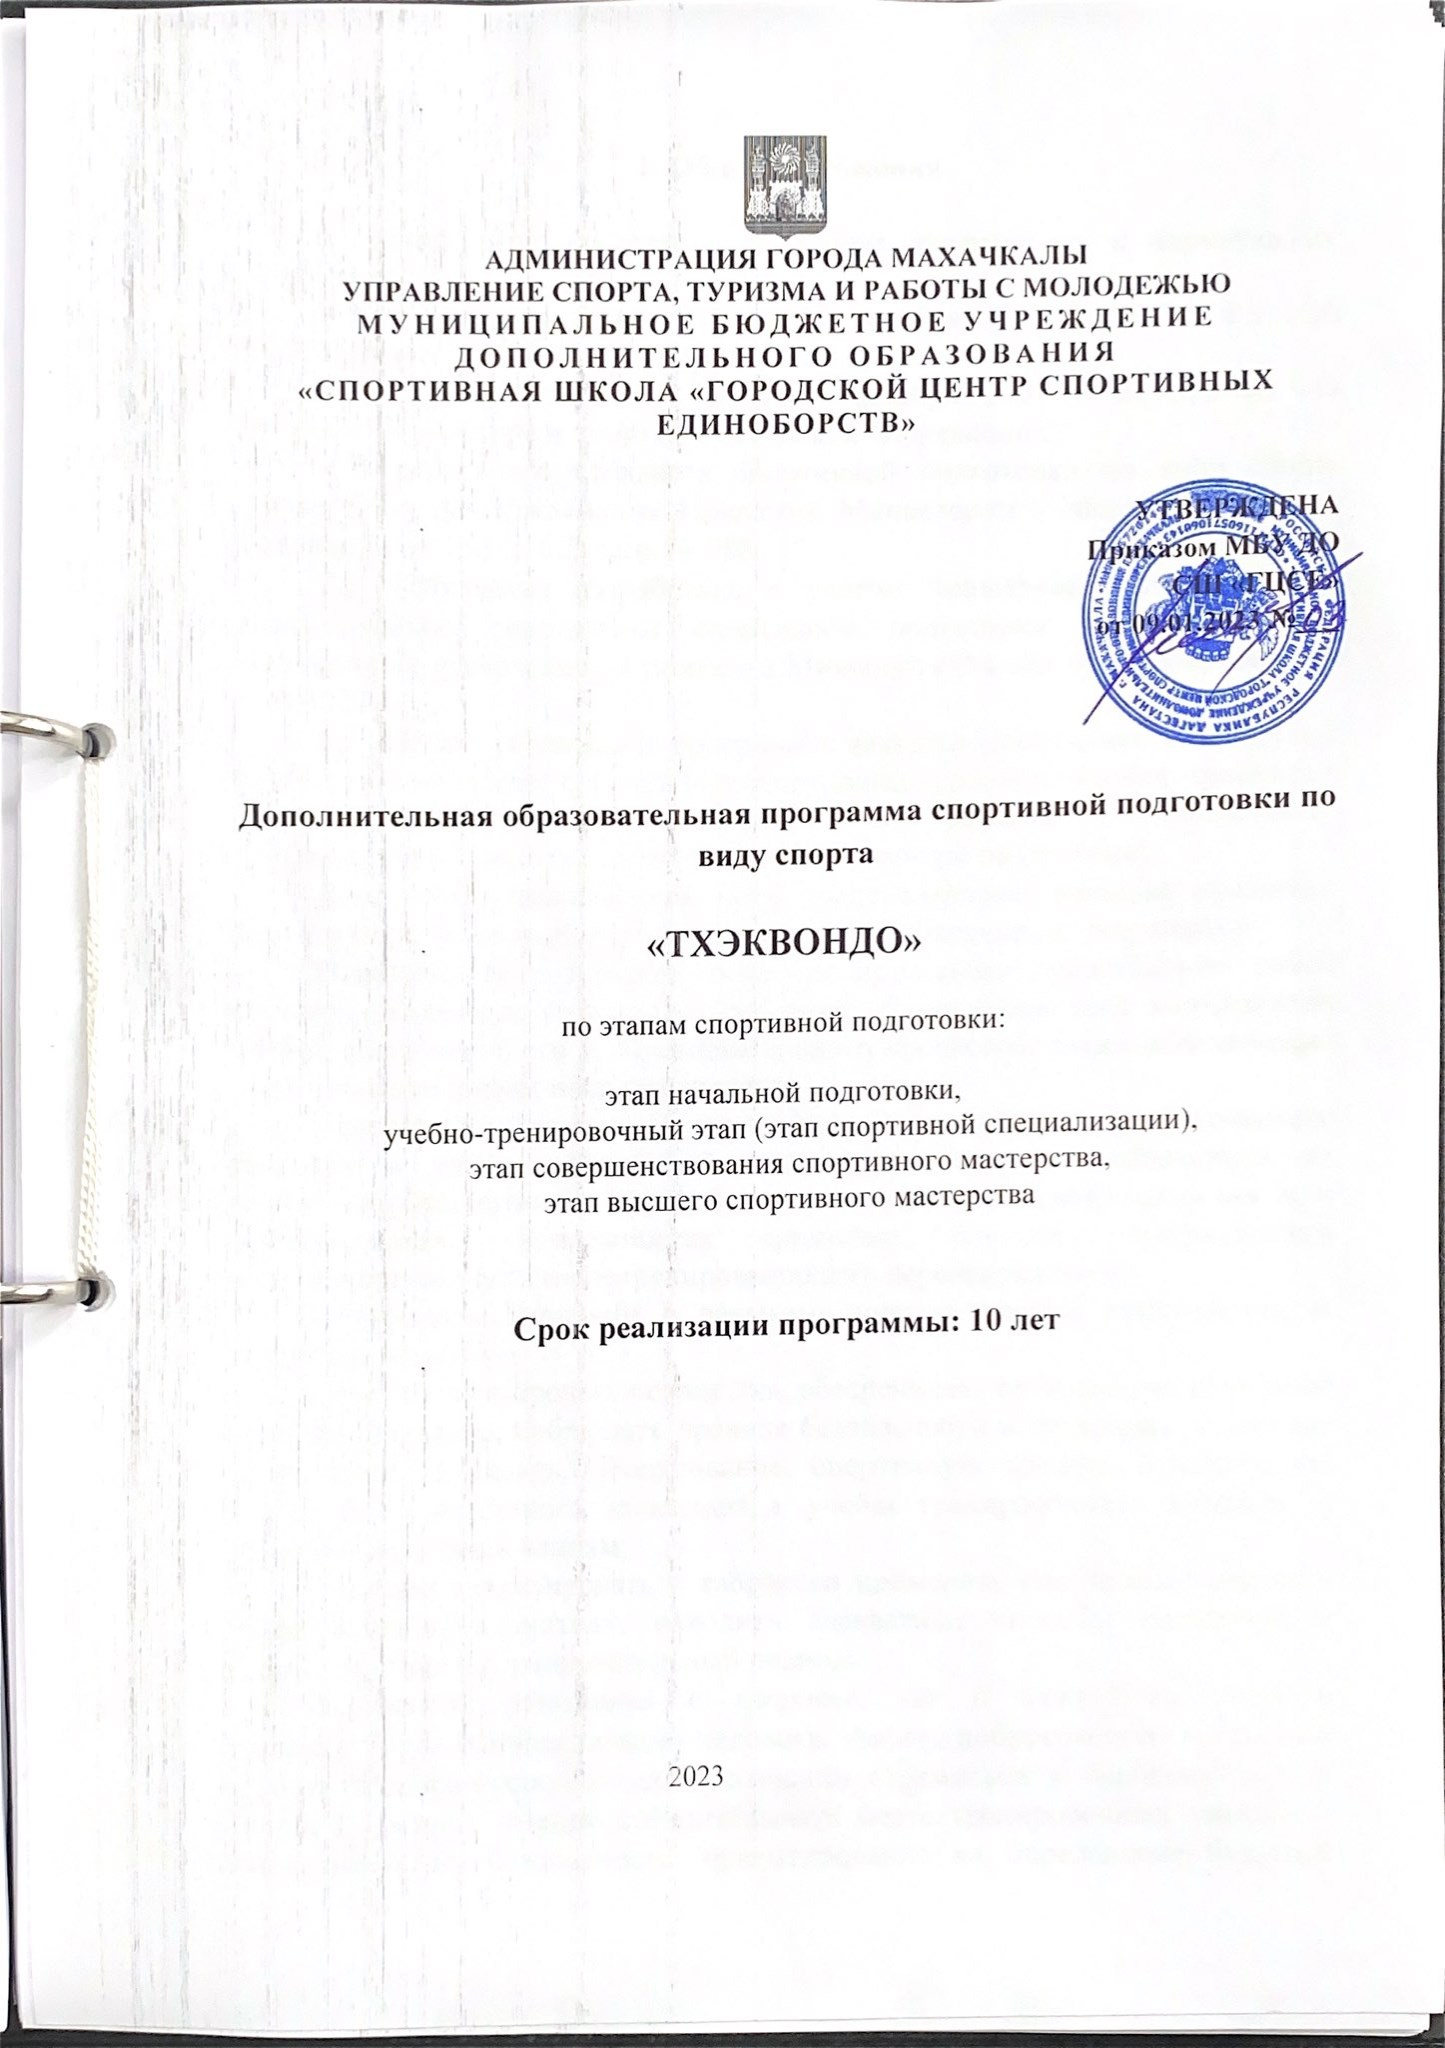 АДМИНИСТРАЦИЯ ГОРОДА МАХАЧКАЛЫ
УПРАВЛЕНИЕ СПОРТА, ТУРИЗМА И РАБОТЫ С МОЛОДЕЖЬЮ
МУНИЦИПАЛЬНОЕ БЮДЖЕТНОЕ УЧРЕЖДЕНИЕ
ДОПОЛНИТЕЛЬНОГО ОБРАЗОВАНИЯ
«СПОРТИВНАЯ ШКОЛА «ГОРОДСКОЙ ЦЕНТР СПОРТИВНЫХ
ЕДИНОБОРСТВ»
УТВЕРЖДЕНА
Приказом МБУ ДО
СШ «ГЦСЕ»
от 09.01.2023 № 03
Дополнительная образовательная программа спортивной подготовки по
виду спорта
«ТХЭКВОНДО»
по этапам спортивной подготовки:
этап начальной подготовки,
учебно-тренировочный этап (этап спортивной специализации),
этап совершенствования спортивного мастерства,
этап высшего спортивного мастерства
Срок реализации программы: 10 лет
2023